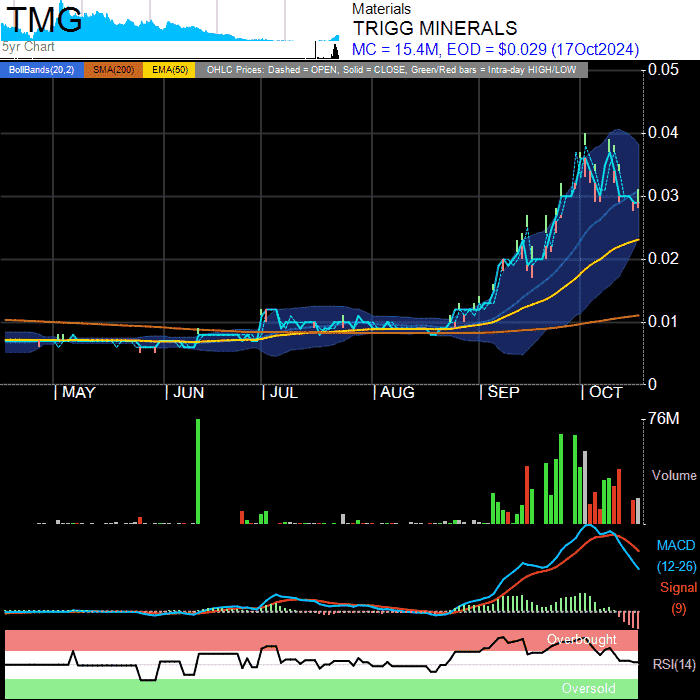 TMG
5yr Chart
Materials
TRIGG MINERALS
MC = 15.4M, EOD = $0.029 (17Oct2024)
BollBands(20,2) SMA(200) EMA(50) OHLC Prices: Dashed = OPEN, Solid = CLOSE, Green/Red bars = Intra-day HIGH/LOW
0.05
0.04
0.03
0.02
0.01
0
MAY JUN JUL AUG SEP OCT
76M
Volume
MACD
(12-26)
Signal
(9)
Overbought
RSI(14)
Oversold